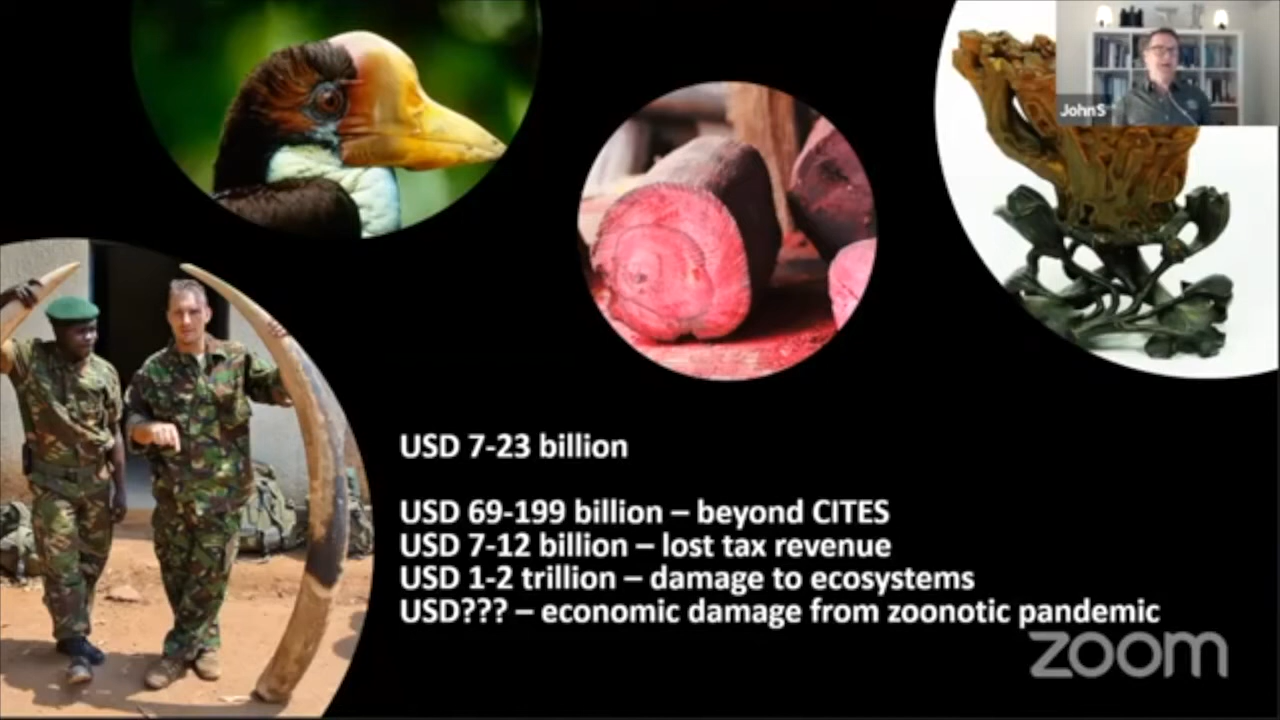 JohnS
USD 7-23 billion
USD 69-199 billion – beyond CITES
USD 7-12 billion – lost tax revenue
USD 1-2 trillion – damage to ecosystems
USD??? – economic damage from zoonotic pandemic
zoom